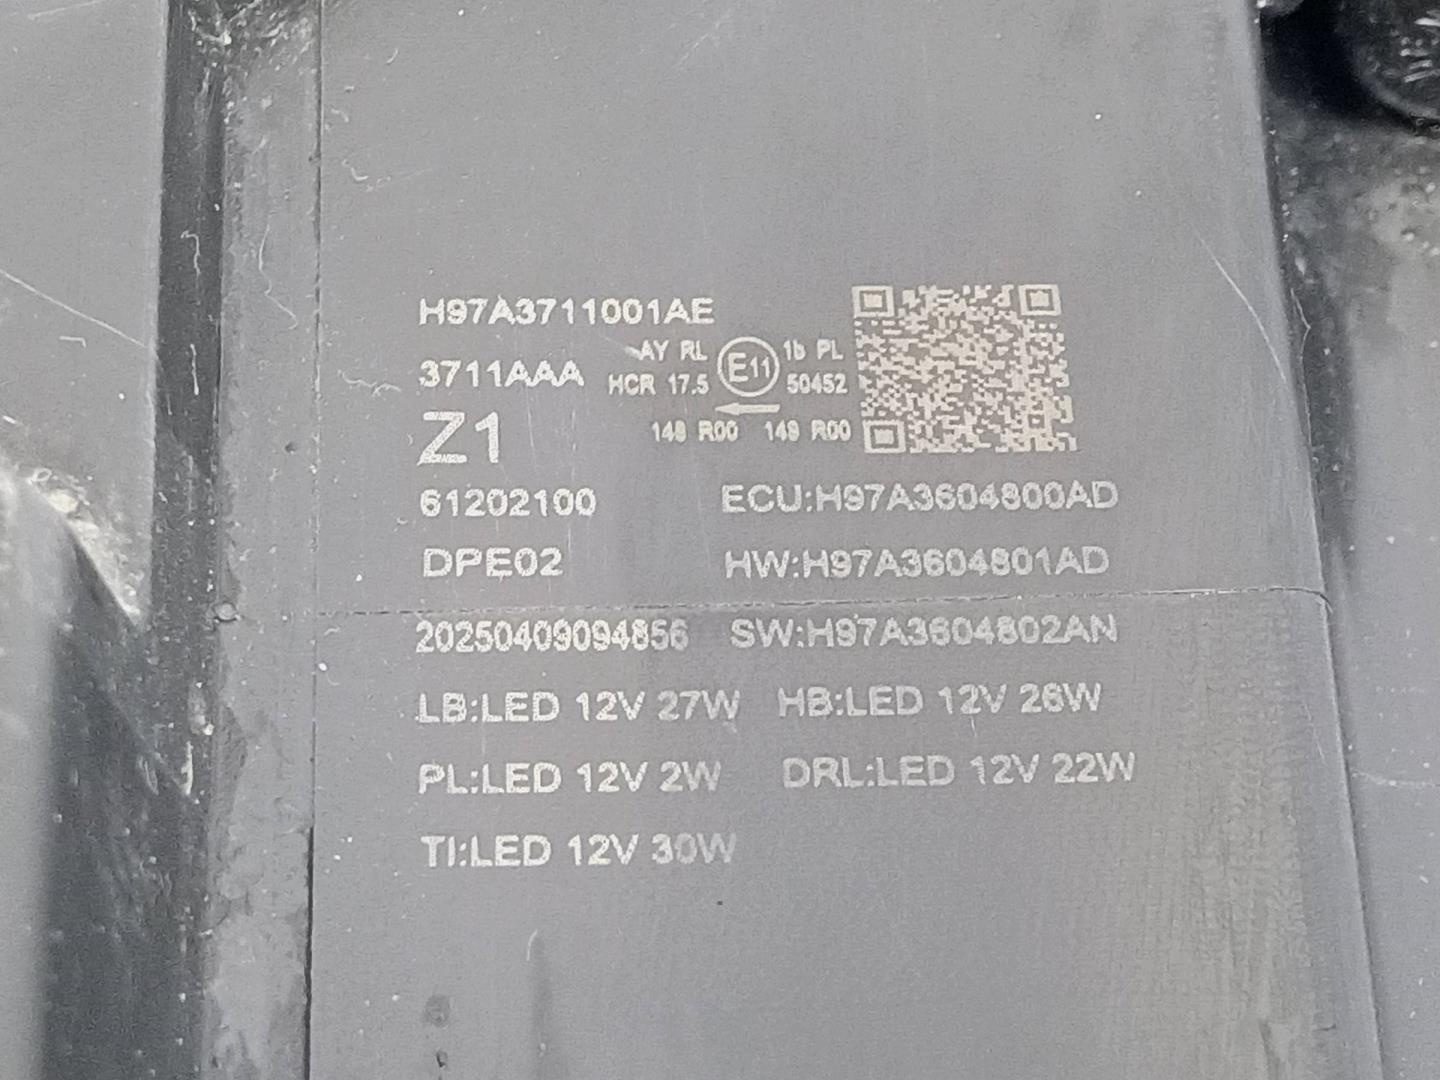 H97A3711001AE
3711AAA
AY RL E11 1b PL
HCR 17.5 50452
148 R00 149 R00
Z1
61202100 ECU:H97A3604800AD
DPE02 HW:H97A3604801AD
20250409094856 SW:H97A3604802AN
LB:LED 12V 27W HB:LED 12V 26W
PL:LED 12V 2W DRL:LED 12V 22W
TI:LED 12V 30W